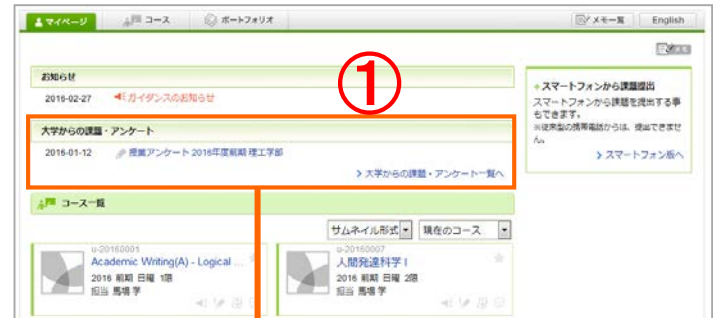 マイページ
コース
ポートフォリオ
メモ一覧
English
メモ
お知らせ
①
2016-02-27 ガイダンスのお知らせ
大学からの課題・アンケート
2016-01-12 授業アンケート 2016年度前期 理工学部
大学からの課題・アンケート一覧へ
スマートフォンから課題提出
スマートフォンから課題を提出する事
もできます。
※従来型の携帯電話からは、提出できませ
ん。
スマートフォン版へ
コース一覧
サムネイル形式 現在のコース
u-20160001
Academic Writing(A) - Logical ...
2016 前期 日曜 1限
担当 馬場 学
u-20160007
人間発達科学 I
2016 前期 日曜 2限
担当 馬場 学